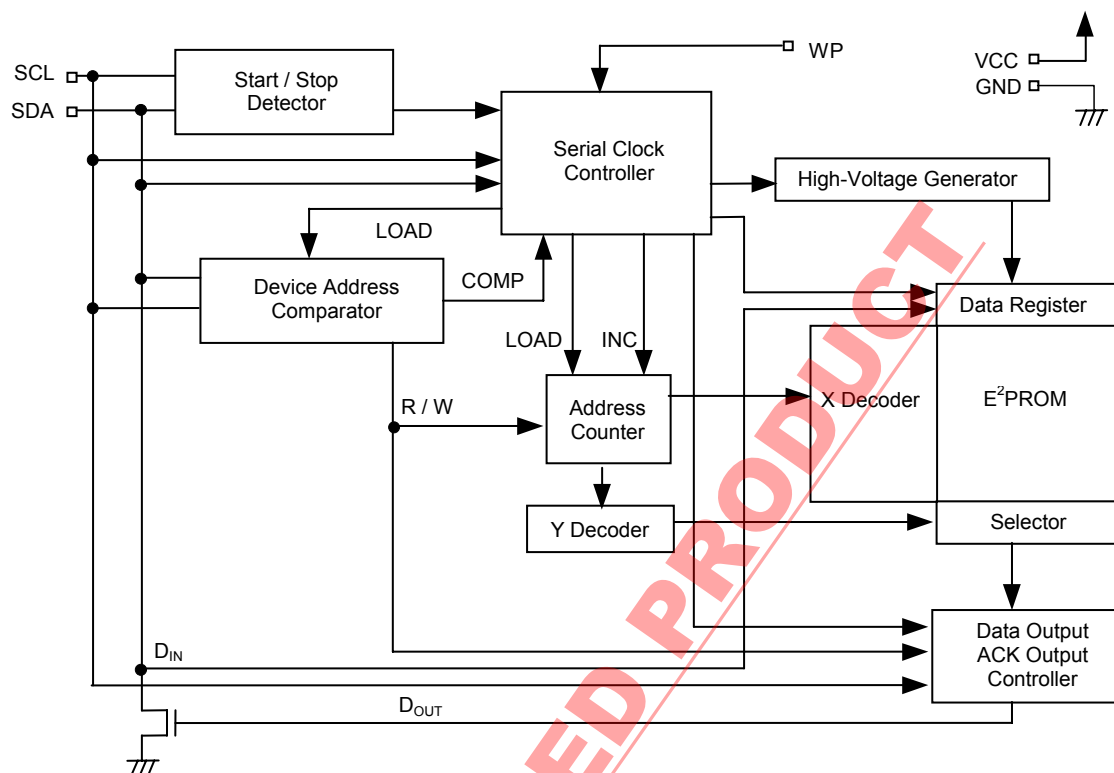 SCL
SDA
Start / Stop
Detector
WP
VCC
GND
Serial Clock
Controller
High-Voltage Generator
LOAD
Device Address
Comparator
COMP
LOAD
INC
Data Register
X Decoder
E²PROM
R / W
Address
Counter
Y Decoder
Selector
Data Output
ACK Output
Controller
DIN
DOUT
ED PRODUCT